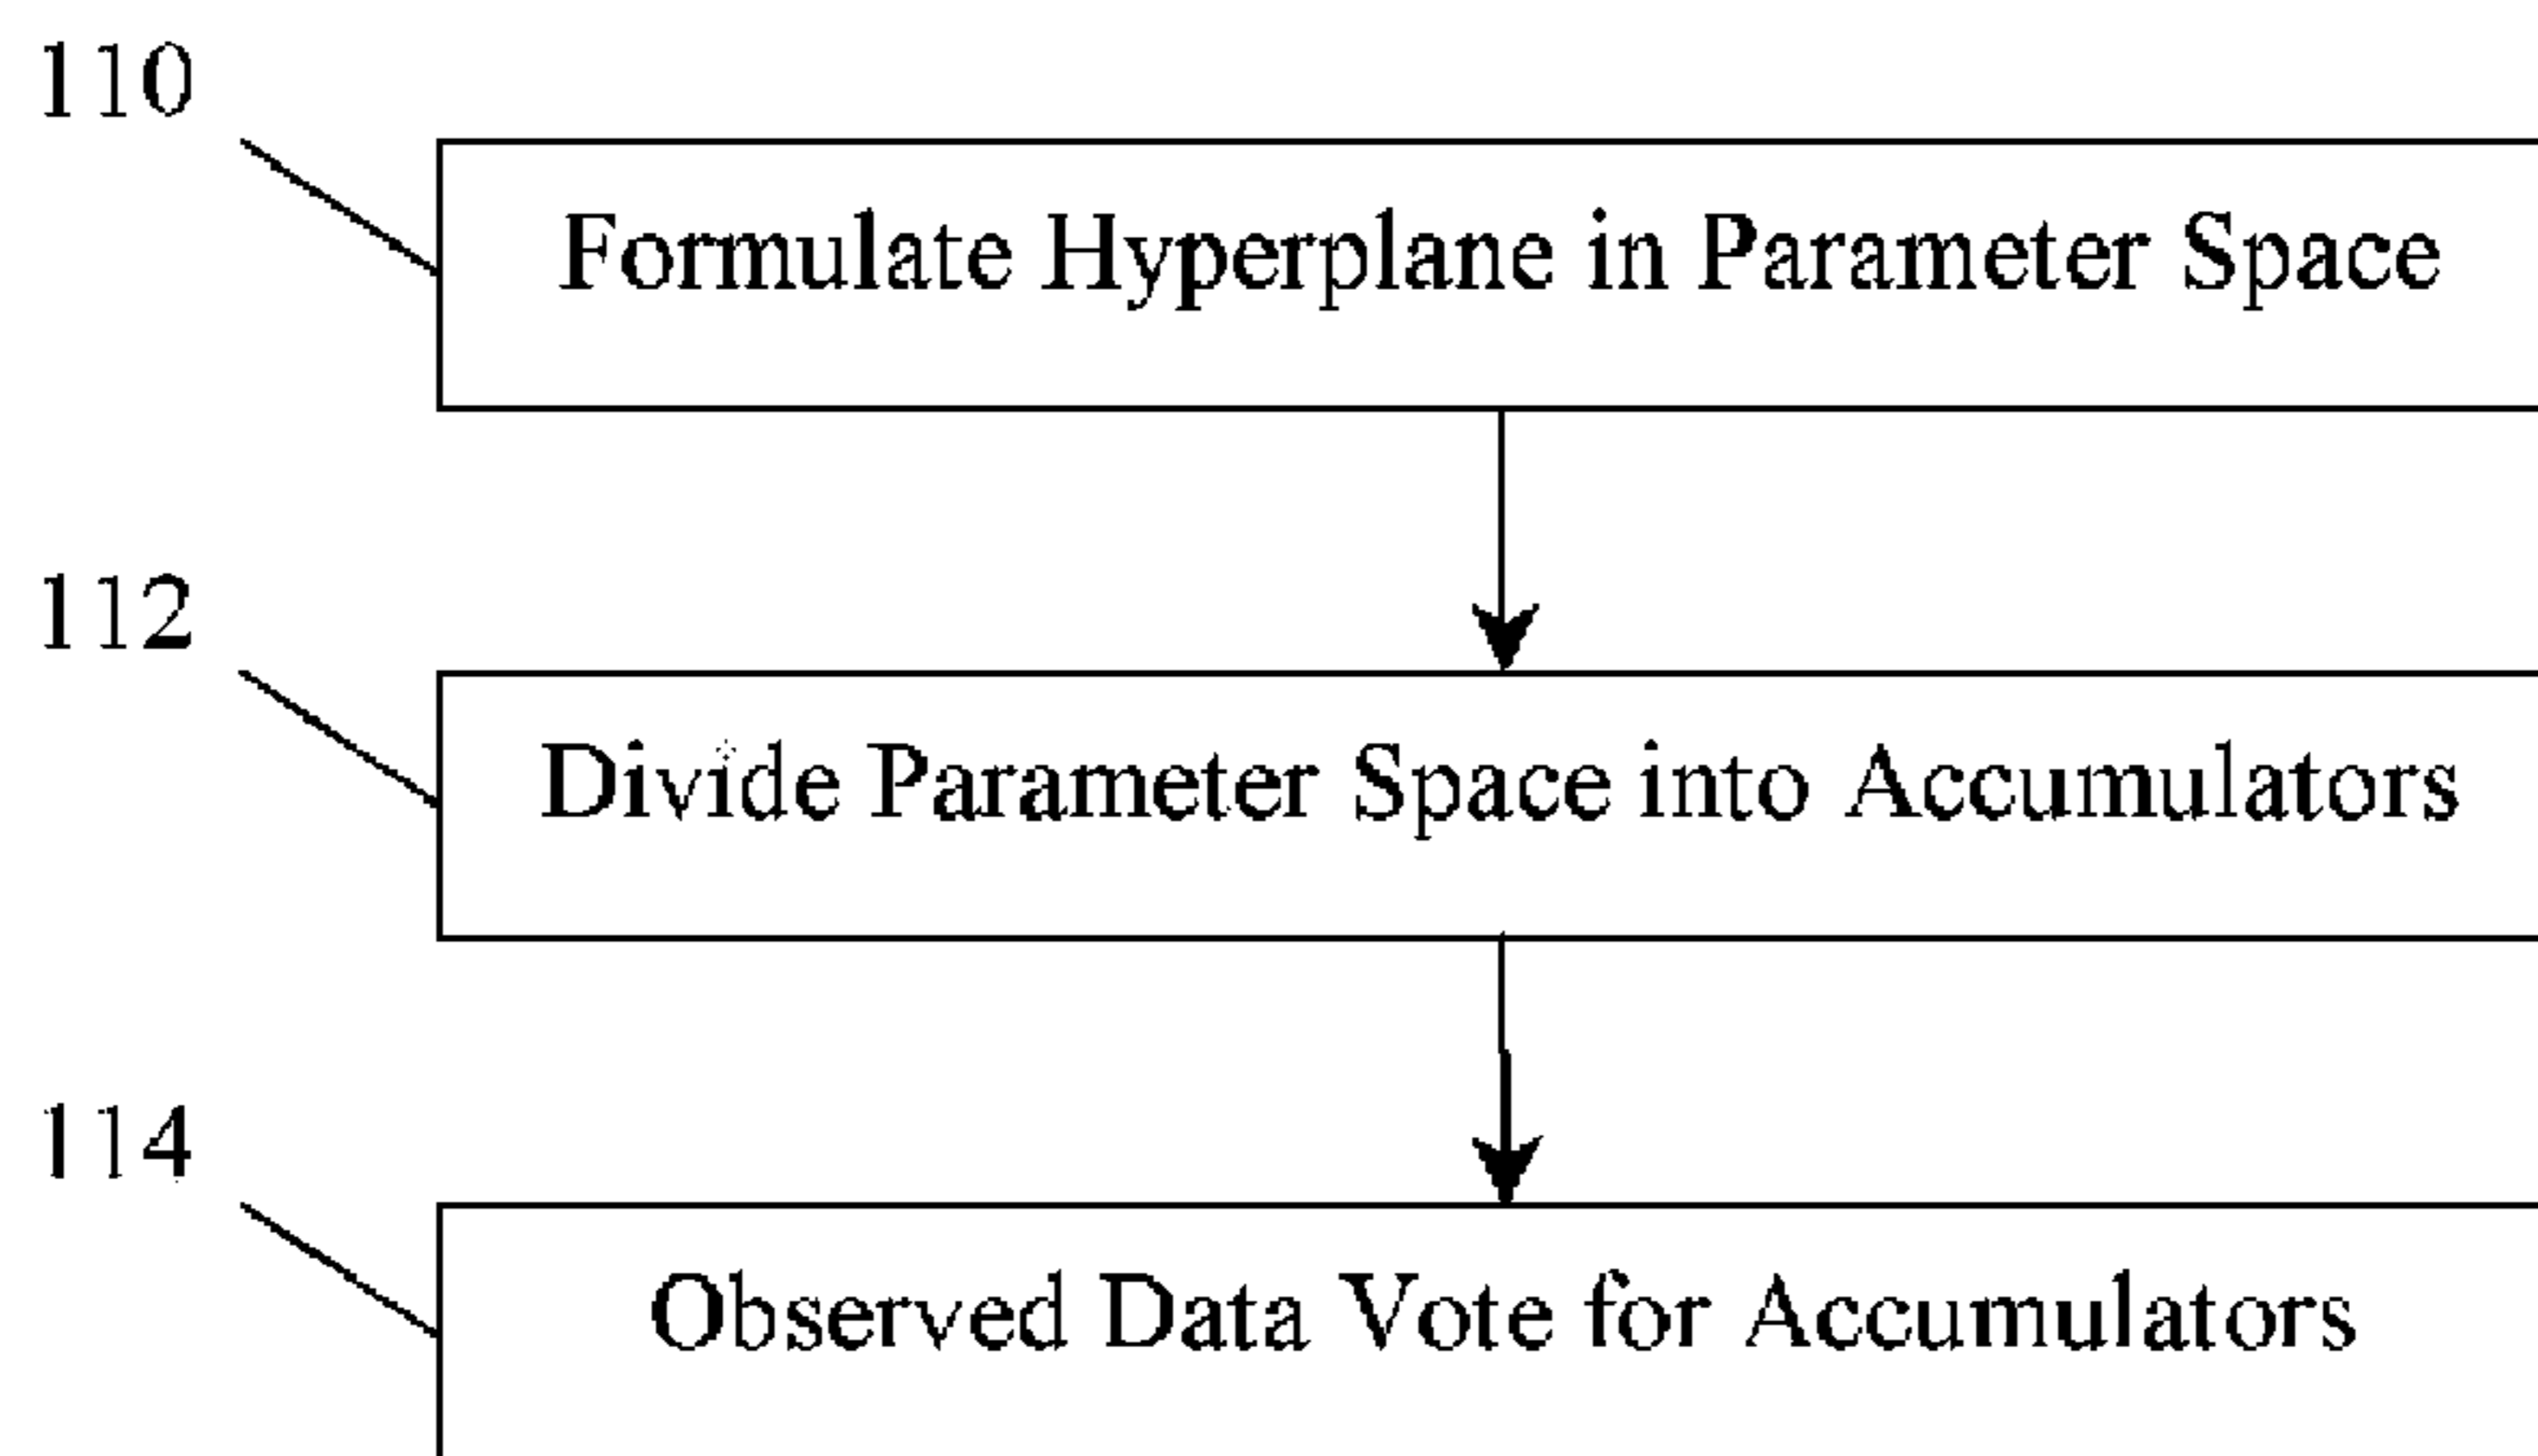 110
Formulate Hyperplane in Parameter Space
112
Divide Parameter Space into Accumulators
114
Observed Data Vote for Accumulators